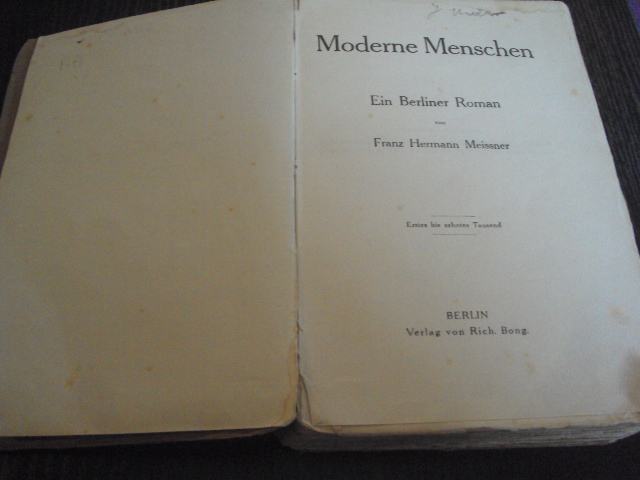 Moderne Menschen
Ein Berliner Roman
von
Franz Hermann Meissner
Erstes bis zehntes Tausend
BERLIN
Verlag von Rich. Bong.